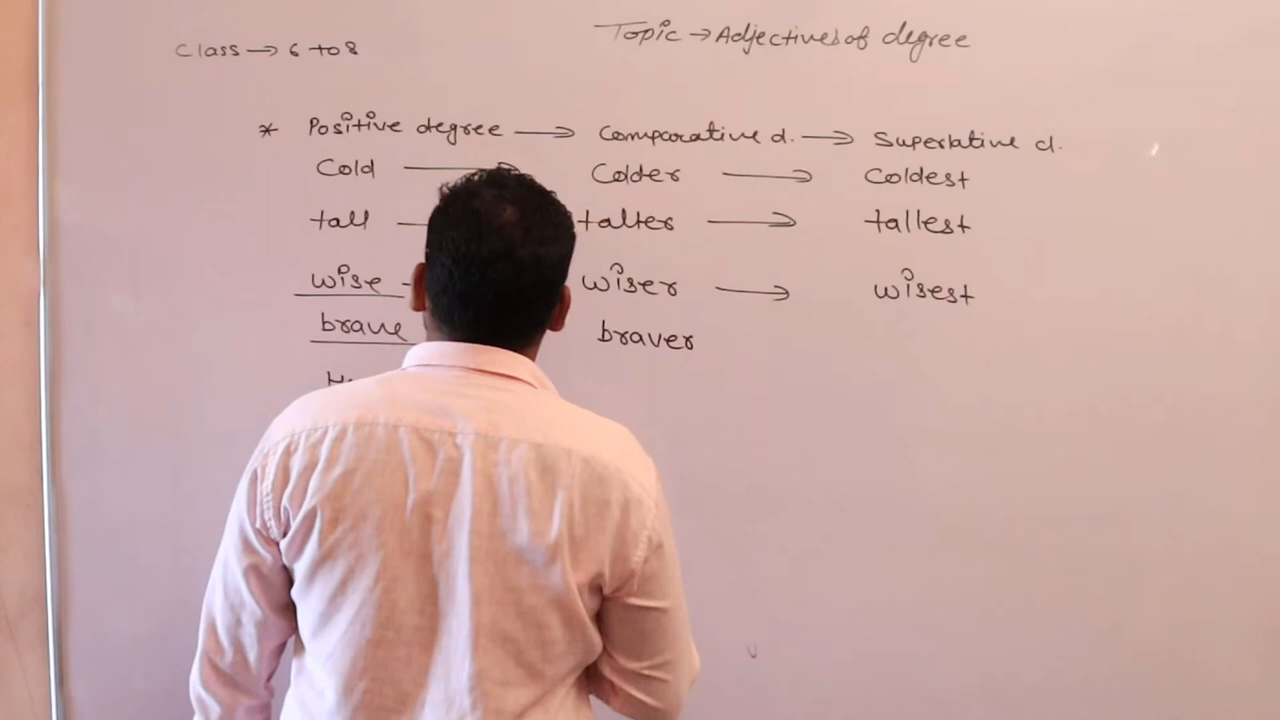 Class → 6 to 8
Topic → Adjectives of degree
* Positive degree → Comparative d. → Superlative d.
Cold → Colder → Coldest
tall → taller → tallest
wise - wiser → wisest
brave braver